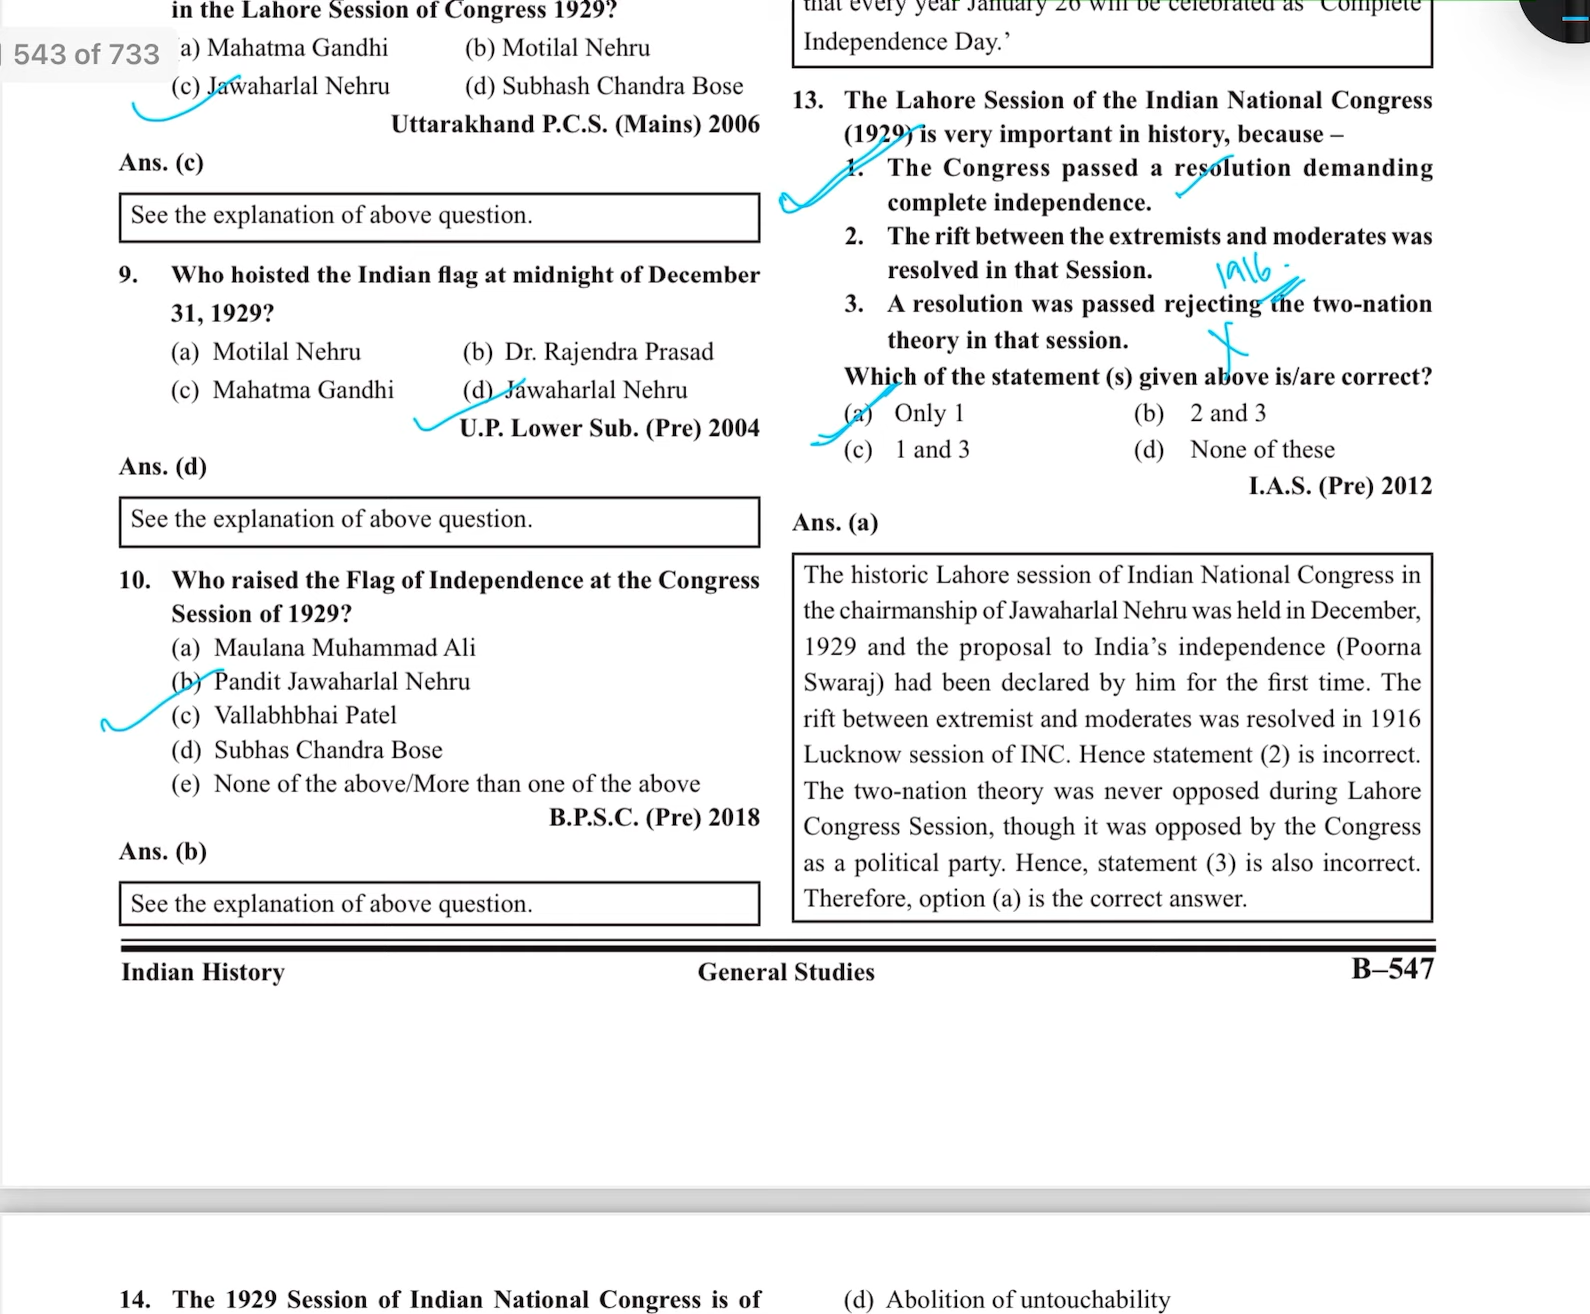 in the Lahore Session of Congress 1929?
543 of 733
a) Mahatma Gandhi (b) Motilal Nehru
(c) Jawaharlal Nehru (d) Subhash Chandra Bose
Uttarakhand P.C.S. (Mains) 2006
Ans. (c)
See the explanation of above question.
9. Who hoisted the Indian flag at midnight of December
31, 1929?
(a) Motilal Nehru (b) Dr. Rajendra Prasad
(c) Mahatma Gandhi (d) Jawaharlal Nehru
U.P. Lower Sub. (Pre) 2004
Ans. (d)
See the explanation of above question.
10. Who raised the Flag of Independence at the Congress
Session of 1929?
(a) Maulana Muhammad Ali
(b) Pandit Jawaharlal Nehru
(c) Vallabhbhai Patel
(d) Subhas Chandra Bose
(e) None of the above/More than one of the above
B.P.S.C. (Pre) 2018
Ans. (b)
See the explanation of above question.
that every year January 26 will be celebrated as ‘Complete
Independence Day.’
13. The Lahore Session of the Indian National Congress
(1929) is very important in history, because –
1. The Congress passed a resolution demanding
complete independence.
2. The rift between the extremists and moderates was
resolved in that Session.
1916
3. A resolution was passed rejecting the two-nation
theory in that session.
Which of the statement (s) given above is/are correct?
(a) Only 1 (b) 2 and 3
(c) 1 and 3 (d) None of these
I.A.S. (Pre) 2012
Ans. (a)
The historic Lahore session of Indian National Congress in
the chairmanship of Jawaharlal Nehru was held in December,
1929 and the proposal to India’s independence (Poorna
Swaraj) had been declared by him for the first time. The
rift between extremist and moderates was resolved in 1916
Lucknow session of INC. Hence statement (2) is incorrect.
The two-nation theory was never opposed during Lahore
Congress Session, though it was opposed by the Congress
as a political party. Hence, statement (3) is also incorrect.
Therefore, option (a) is the correct answer.
Indian History General Studies B–547
14. The 1929 Session of Indian National Congress is of
(d) Abolition of untouchability